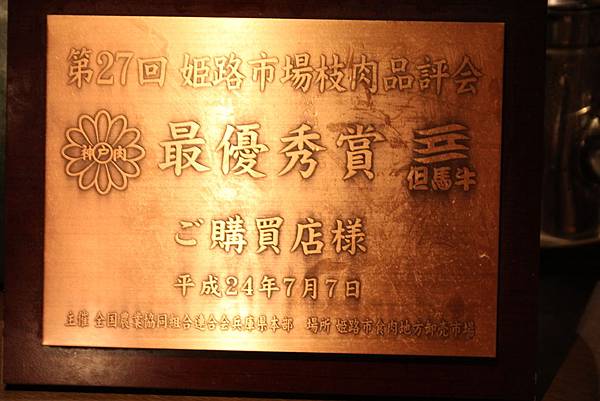 第27回 姫路市場枝肉品評会
神戸肉 最優秀賞 但馬牛
ご購買店様
平成24年7月7日
主催 全国農業協同組合連合会兵庫県本部 場所 姫路市食肉地方卸売市場